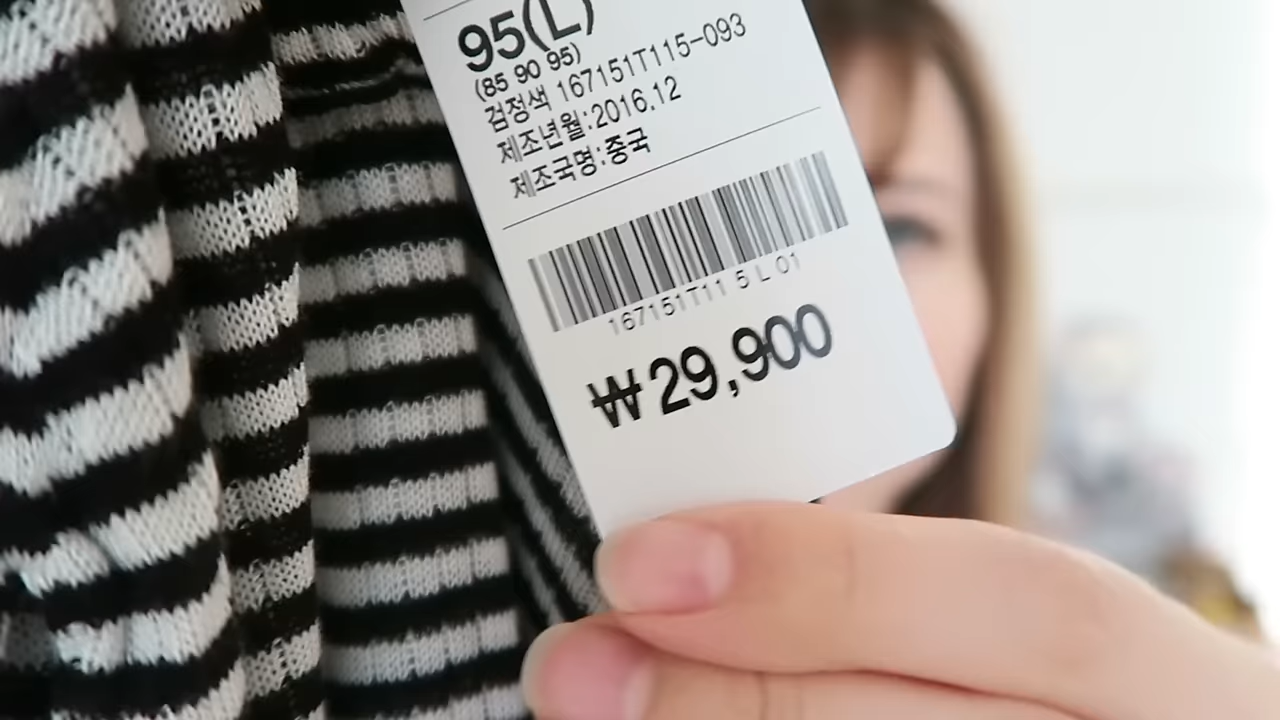 95(L)
(85 90 95)
검정색 167151T115-093
제조년월:2016.12
제조국명:중국
167151T11 5 L 01
₩29,900